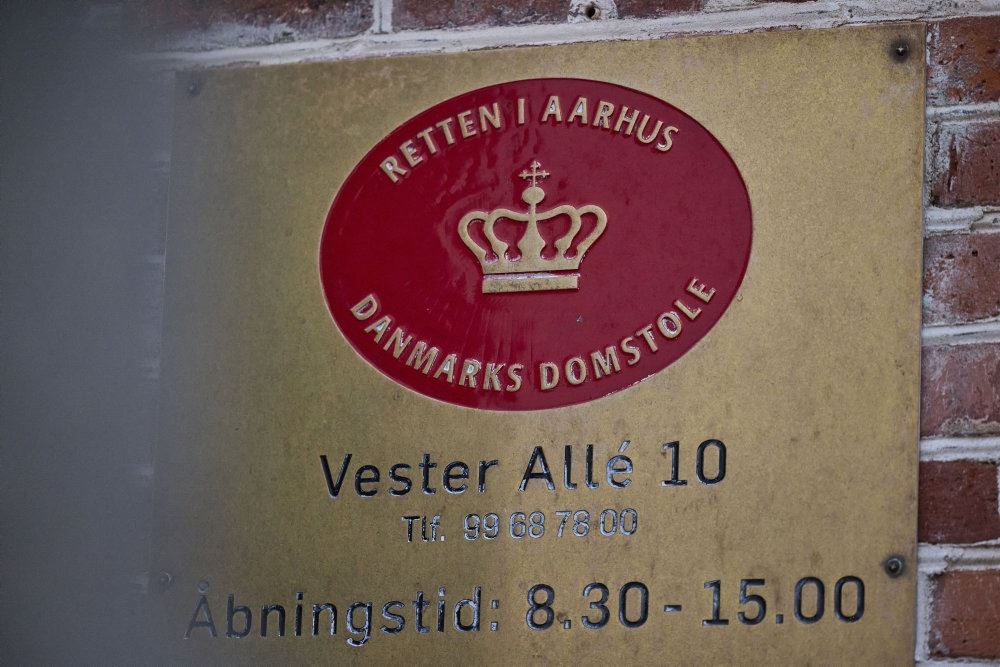 RETTEN I AARHUS
DANMARKS DOMSTOLE
Vester Allé 10
Tlf. 99 68 78 00
Åbningstid: 8.30 - 15.00